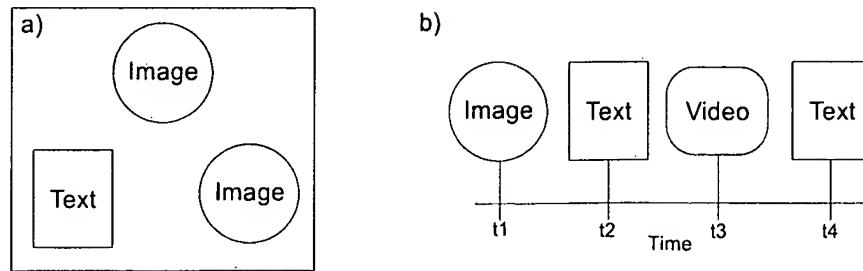 a)
Image
Text
Image
b)
Image Text Video Text
t1 t2 t3 t4
Time